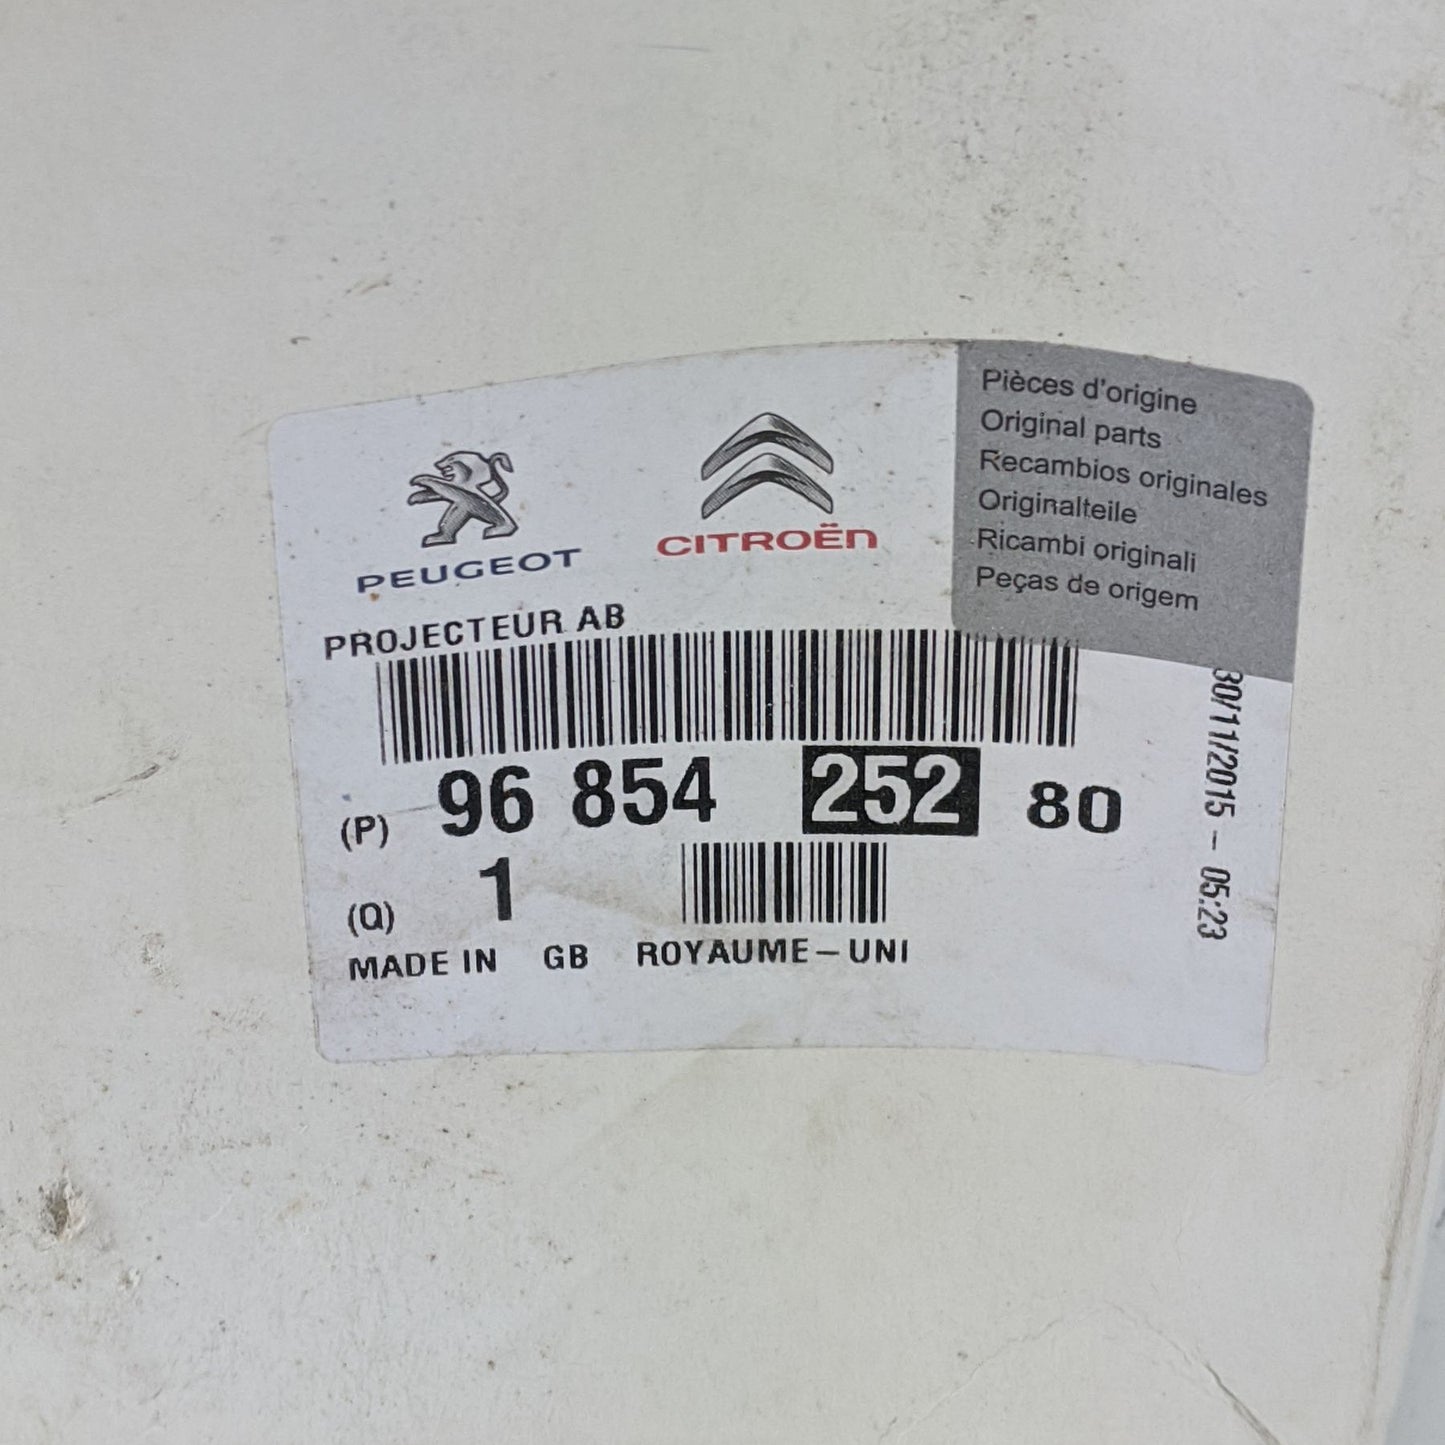 PEUGEOT
CITROËN
Pièces d'origine
Original parts
Recambios originales
Originalteile
Ricambi originali
Peças de origem
PROJECTEUR AB
(P) 96 854 252 80
(Q) 1
MADE IN GB ROYAUME-UNI
30/11/2015 - 05:23